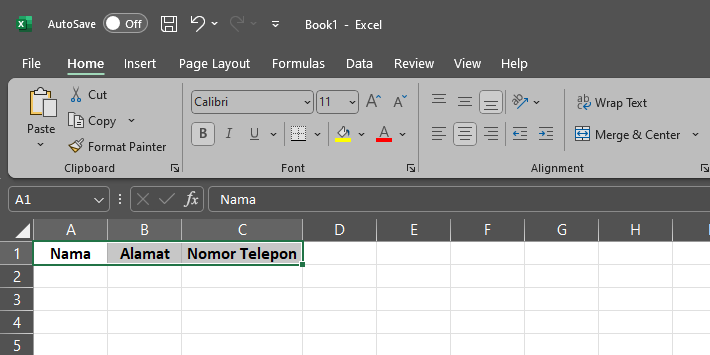 AutoSave Off Book1 - Excel
File Home Insert Page Layout Formulas Data Review View Help
Paste Cut
Copy
Format Painter
Clipboard
Calibri 11
B I U A
Font
ab Wrap Text
Merge & Center
Alignment
A1 fx Nama
A B C D E F G H
1 Nama Alamat Nomor Telepon
2
3
4
5